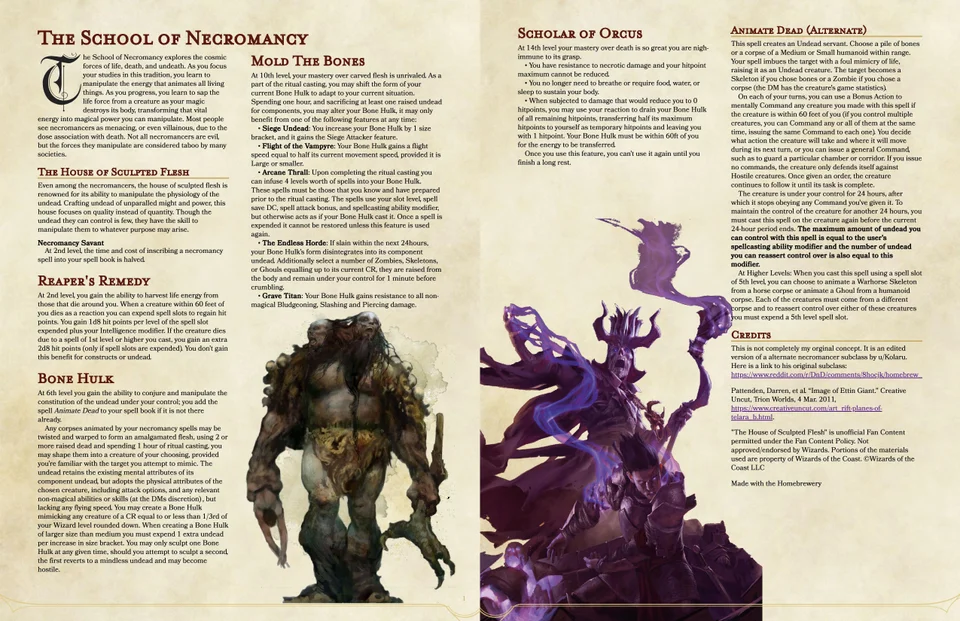 The School of Necromancy
The School of Necromancy explores the cosmic
forces of life, death, and undeath. As you focus
your studies in this tradition, you learn to
manipulate the energy that animates all living
things. As you progress, you learn to sap the
life force from a creature as your magic
destroys its body, transforming that vital
energy into magical power you can manipulate. Most people
see necromancers as menacing, or even villainous, due to the
dose association with death. Not all necromancers are evil,
but the forces they manipulate are considered taboo by many
societies.
The House of Sculpted Flesh
Even among the necromancers, the house of sculpted flesh is
renowned for its ability to manipulate the physiology of the
undead. Crafting undead of unparalled might and power, this
house focuses on quality instead of quantity. Though the
undead they can control is few, they have the skill to
manipulate them to whatever purpose may arise.
Necromancy Savant
At 2nd level, the time and cost of inscribing a necromancy
spell into your spell book is halved.
Reaper's Remedy
At 2nd level you gain the ability to harvest life energy from
those that die around you. When a creature within 60 feet of
you dies as a reaction you can expend spell slots to regain hit
points. You gain 1d8 hit points per level of the spell slot
expended plus your Intelligence modifier. If the creature dies
due to a spell of 1st level or higher you cast, you gain an extra
2d8 hit points (only if spell slots are expended). You don't gain
this benefit for constructs or undead.
Bone Hulk
At 6th level you gain the ability to conjure and manipulate the
constitution of the undead under your control; you add the
spell Animate Dead to your spell book if it is not there
already.
Any corpses animated by your necromancy spells may be
twisted and warped to form an amalgamated flesh, using 2 or
more raised dead and spending 1 hour of ritual casting, you
may shape them into a creature of your choosing, provided
you're familiar with the target you attempt to mimic. The
undead retains the existing mental attributes of its
component undead, but adopts the physical attributes of the
chosen creature, including attack options, and any relevant
non-magical abilities or skills (at the DMs discretion), but
lacking any flying speed. You may create a Bone Hulk
mimicking any creature of a CR equal to or less than 1/3rd of
your Wizard level rounded down. When creating a Bone Hulk
of larger size than medium you must expend 1 extra undead
per increase in size bracket. You may only sculpt one Bone
Hulk at any given time, should you attempt to sculpt a second,
the first reverts to a mindless undead and may become
hostile.
Mold The Bones
At 10th level, your mastery over carved flesh is unrivaled. As a
part of the ritual casting, you may shift the form of your
current Bone Hulk to adapt to your current situation.
Spending one hour, and sacrificing at least one raised undead
for components, you may alter your Bone Hulk, it may only
benefit from one of the following features at any time:
• Siege Undead: You increase your Bone Hulk by 1 size
bracket, and it gains the Siege Attacker feature.
• Flight of the Vampyre: Your Bone Hulk gains a flight
speed equal to half its current movement speed, provided it is
Large or smaller.
• Arcane Thrall: Upon completing the ritual casting you
can infuse 4 levels worth of spells into your Bone Hulk.
These spells must be those that you know and have prepared
prior to the ritual casting. The spells use your slot level, spell
save DC, spell attack bonus, and spellcasting ability modifier,
but otherwise acts as if your Bone Hulk cast it. Once a spell is
expended it cannot be restored unless this feature is used
again.
• The Endless Horde: If slain within the next 24hours,
your Bone Hulk's form disintegrates into its component
undead. Additionally select a number of Zombies, Skeletons,
or Ghouls equalling up to its current CR, they are raised from
the body and remain under your control for 1 minute before
crumbling.
• Grave Titan: Your Bone Hulk gains resistance to all non-
magical Bludgeoning, Slashing and Piercing damage.
Scholar of Orcus
At 14th level your mastery over death is so great you are nigh-
immune to its grasp.
• You have resistance to necrotic damage and your hitpoint
maximum cannot be reduced.
• You no longer need to breathe or require food, water, or
sleep to sustain your body.
• When subjected to damage that would reduce you to 0
hitpoints, you may use your reaction to drain your Bone Hulk
of all remaining hitpoints, transferring half its maximum
hitpoints to yourself as temporary hitpoints and leaving you
with 1 hitpoint. Your Bone Hulk must be within 60ft of you
for the energy to be transferred.
Once you use this feature, you can't use it again until you
finish a long rest.
Animate Dead (Alternate)
This spell creates an Undead servant. Choose a pile of bones
or a corpse of a Medium or Small humanoid within range.
Your spell imbues the target with a foul mimicry of life,
raising it as an Undead creature. The target becomes a
Skeleton if you chose bones or a Zombie if you chose a
corpse (the DM has the creature's game statistics).
On each of your turns, you can use a Bonus Action to
mentally Command any creature you made with this spell if
the creature is within 60 feet of you (if you control multiple
creatures, you can Command any or all of them at the same
time, issuing the same Command to each one). You decide
what action the creature will take and where it will move
during its next turn, or you can issue a general Command,
such as to guard a particular chamber or corridor. If you issue
no commands, the creature only defends itself against
Hostile creatures. Once given an order, the creature
continues to follow it until its task is complete.
The creature is under your control for 24 hours, after
which it stops obeying any Command you've given it. To
maintain the control of the creature for another 24 hours, you
must cast this spell on the creature again before the current
24-hour period ends. The maximum amount of undead you
can control with this spell is equal to the user's
spellcasting ability modifier and the number of undead
you can reassert control over is also equal to this
modifier.
At Higher Levels: When you cast this spell using a spell slot
of 5th level, you can choose to animate a Warhorse Skeleton
from a horse corpse or animate a Ghoul from a humanoid
corpse. Each of the creatures must come from a different
corpse and to reassert control over either of these creatures
you must expend a 5th level spell slot.
Credits
This is not completely my orginal concept. It is an edited
version of a alternate necromancer subclass by u/Kolaru.
Here is a link to his original subclass:
https://www.reddit.com/r/DnD/comments/8hocjk/homebrew_
Pattenden, Darren, et al. "Image of Ettin Giant." Creative
Uncut, Trion Worlds, 4 Mar. 2011,
https://www.creativeuncut.com/art_rift-planes-of-
telara_b.html.
"The House of Sculpted Flesh" is unofficial Fan Content
permitted under the Fan Content Policy. Not
approved/endorsed by Wizards. Portions of the materials
used are property of Wizards of the Coast. ©Wizards of the
Coast LLC
Made with the Homebrewery